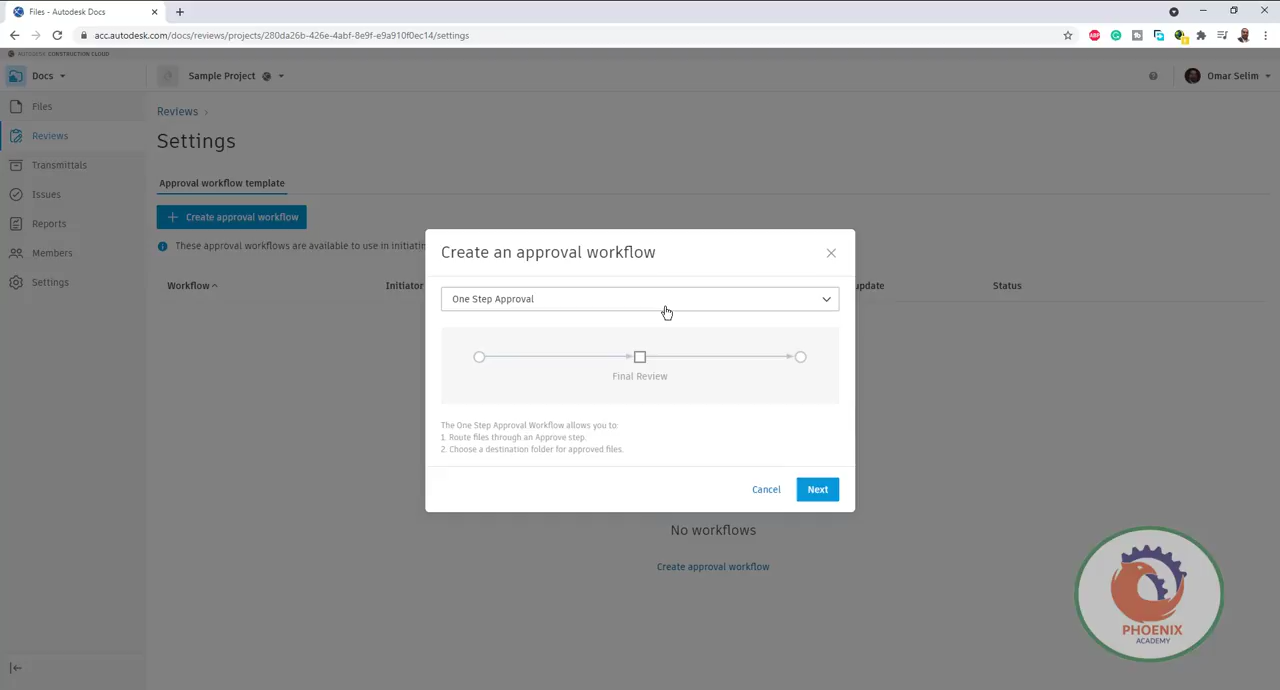 Files - Autodesk Docs
acc.autodesk.com/docs/reviews/projects/280da26b-426e-4abf-8e9f-e9a910f0ec14/settings
AUTODESK CONSTRUCTION CLOUD
Docs
Sample Project
Omar Selim
Files
Reviews
Transmittals
Issues
Reports
Members
Settings
Reviews
Settings
Approval workflow template
Create approval workflow
These approval workflows are available to use in initiatin
Workflow
Initiator
update
Status
Create an approval workflow
One Step Approval
Final Review
The One Step Approval Workflow allows you to:
1. Route files through an Approve step.
2. Choose a destination folder for approved files.
Cancel
Next
No workflows
Create approval workflow
PHOENIX
ACADEMY